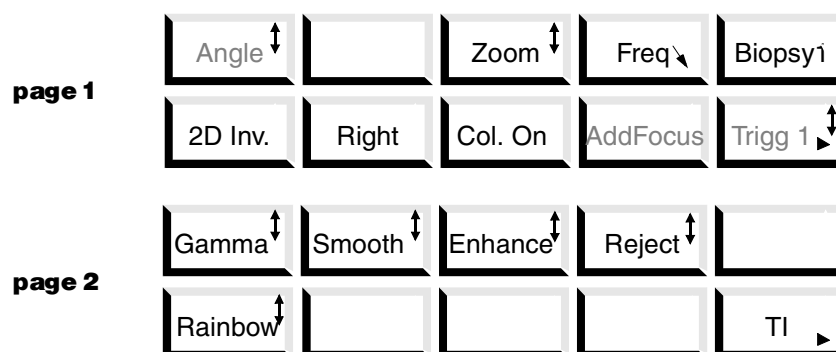 Angle Zoom Freq Biopsy1
page 1
2D Inv. Right Col. On AddFocus Trigg 1
Gamma Smooth Enhance Reject
page 2
Rainbow TI